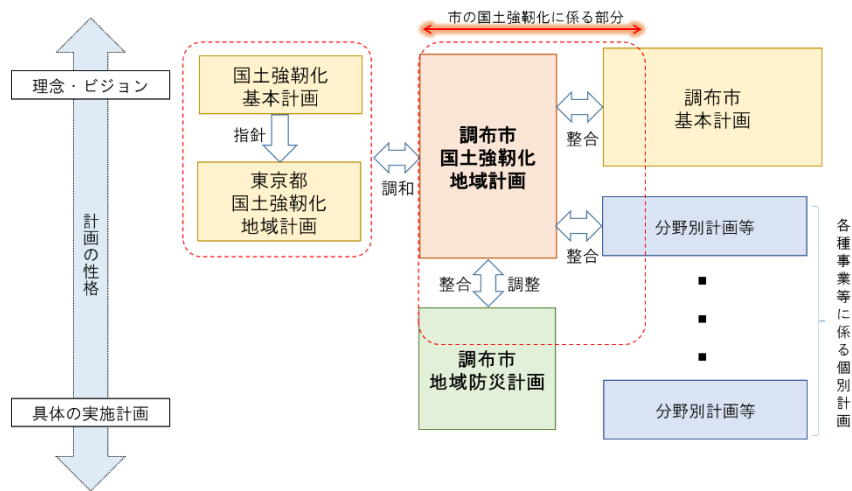 市の国土強靭化に係る部分
理念・ビジョン
計画の性格
具体の実施計画
国土強靭化
基本計画
指針
東京都
国土強靭化
地域計画
調和
調布市
国土強靭化
地域計画
整合
調布市
基本計画
整合
分野別計画等
整合
調整
調布市
地域防災計画
分野別計画等
各種事業等に係る個別計画